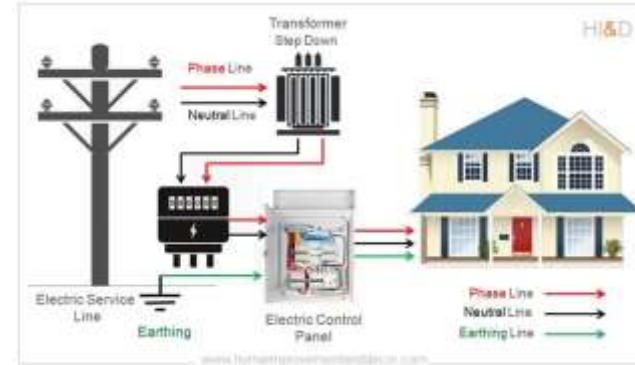 Transformer
Step Down
HI&D
Phase Line
Neutral Line
Electric Service
Line
Earthing
Electric Control
Panel
Phase Line
Neutral Line
Earthing Line